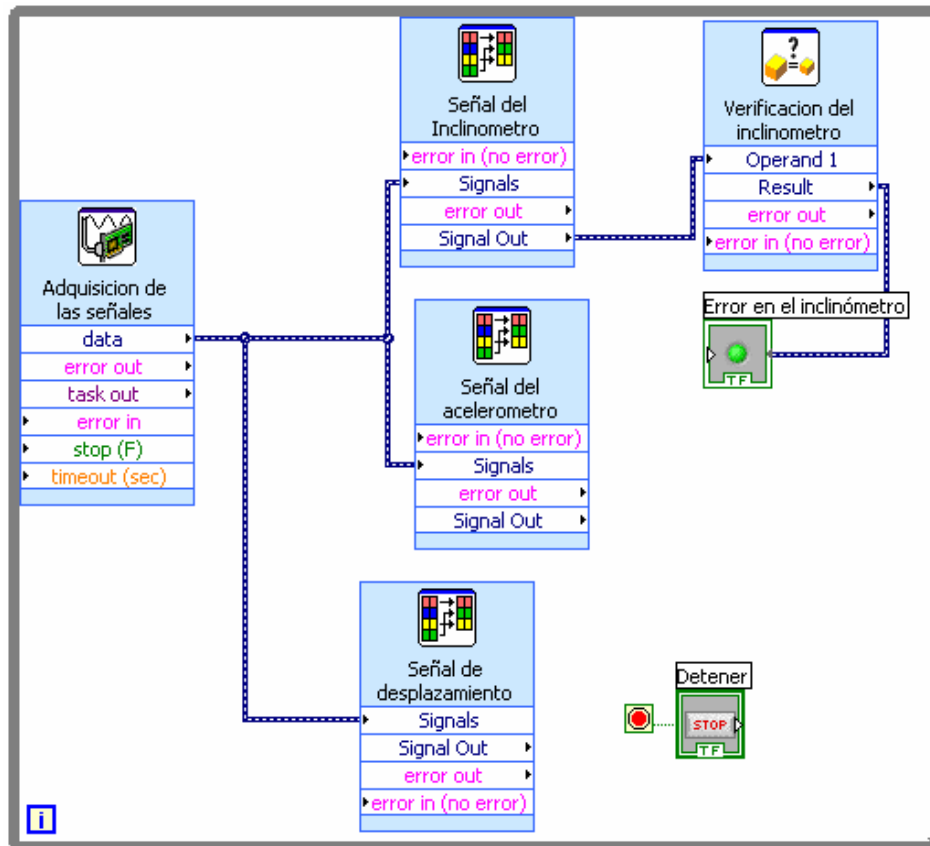 Señal del
Inclinometro
error in (no error)
Signals
error out
Signal Out
?
=
Verificacion del
inclinometro
Operand 1
Result
error out
error in (no error)
Error en el inclinómetro
TF
Adquisicion de
las señales
data
error out
task out
error in
stop (F)
timeout (sec)
Señal del
acelerometro
error in (no error)
Signals
error out
Signal Out
Señal de
desplazamiento
Signals
Signal Out
error out
error in (no error)
Detener
STOP
TF
i